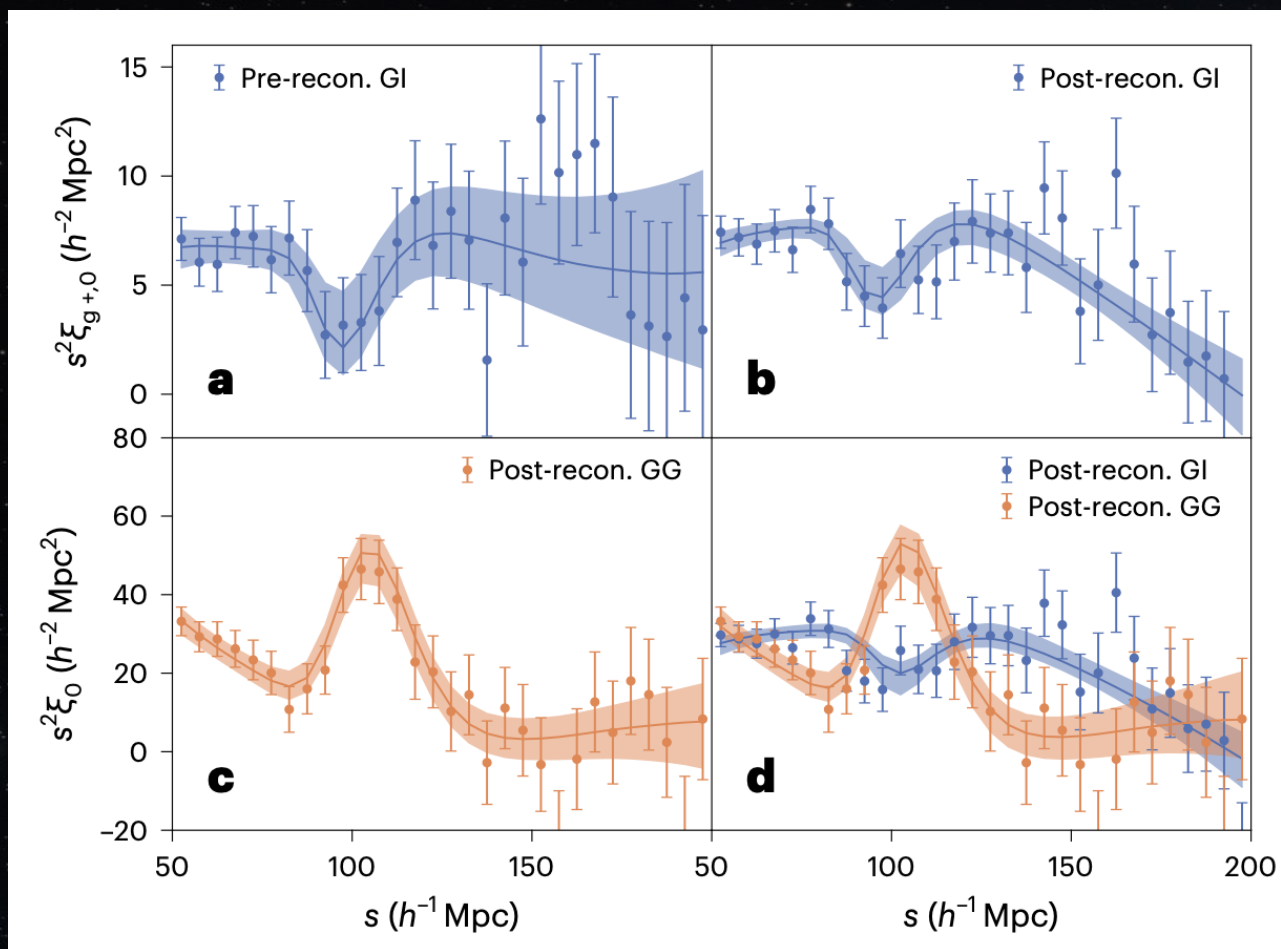 Pre-recon. GI
Post-recon. GI
15
10
5
0
s²ξg+,0 (h⁻² Mpc²)
a
b
Post-recon. GG
Post-recon. GI
Post-recon. GG
80
60
40
20
0
−20
s²ξ0 (h⁻² Mpc²)
c
d
50 100 150 50 100 150 200
s (h⁻¹ Mpc) s (h⁻¹ Mpc)